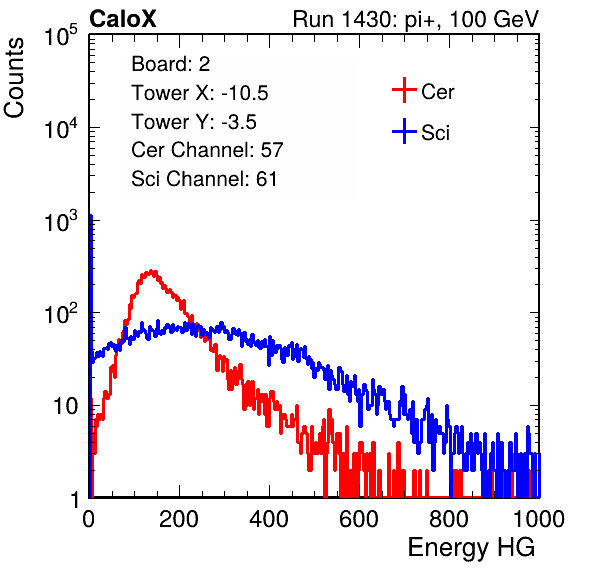 CaloX Run 1430: pi+, 100 GeV
Counts
Board: 2
Tower X: -10.5
Tower Y: -3.5
Cer Channel: 57
Sci Channel: 61
Cer
Sci
10^5
10^4
10^3
10^2
10
1
0 200 400 600 800 1000
Energy HG